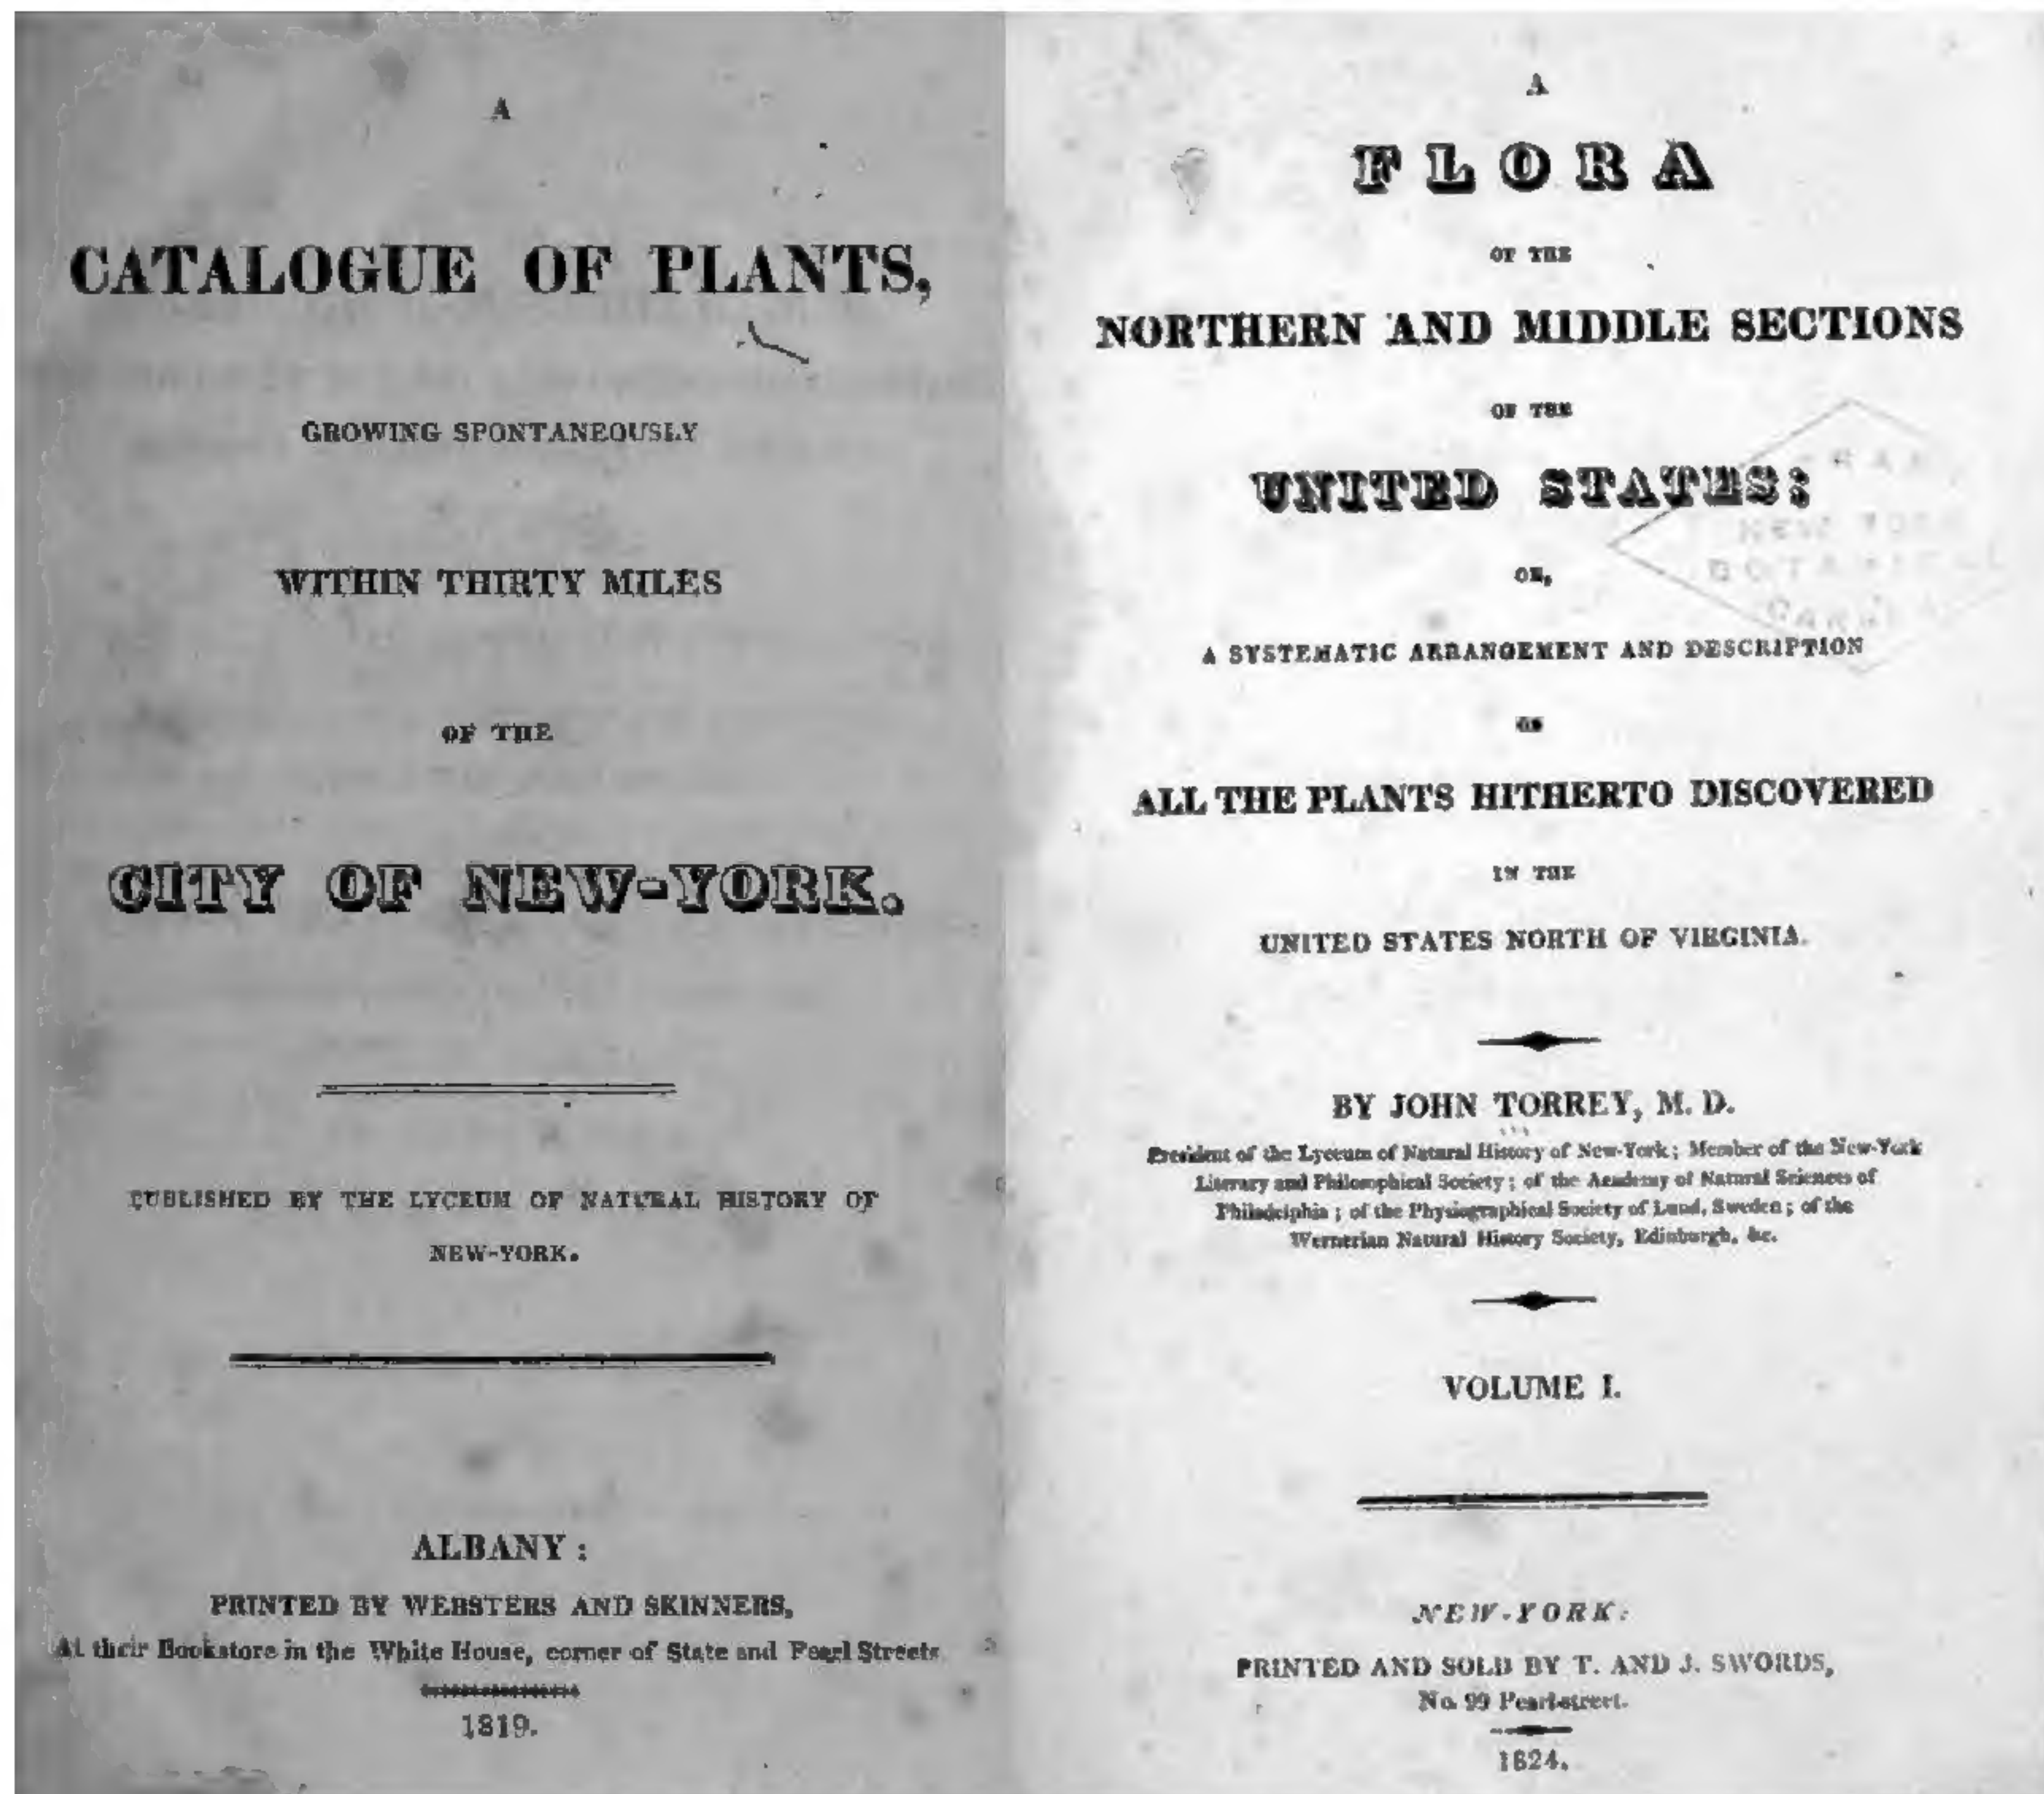 A
CATALOGUE OF PLANTS,
GROWING SPONTANEOUSLY
WITHIN THIRTY MILES
OF THE
CITY OF NEW-YORK.
PUBLISHED BY THE LYCEUM OF NATURAL HISTORY OF
NEW-YORK.
ALBANY:
PRINTED BY WEBSTERS AND SKINNERS,
At their Bookstore in the White House, corner of State and Pearl Streets
1819.
A
FLORA
OF THE
NORTHERN AND MIDDLE SECTIONS
OF THE
UNITED STATES:
OR,
A SYSTEMATIC ARRANGEMENT AND DESCRIPTION
OF
ALL THE PLANTS HITHERTO DISCOVERED
IN THE
UNITED STATES NORTH OF VIRGINIA.
BY JOHN TORREY, M. D.
President of the Lyceum of Natural History of New-York; Member of the New-York
Literary and Philosophical Society; of the Academy of Natural Sciences of
Philadelphia; of the Physiographical Society of Lund, Sweden; of the
Wernerian Natural History Society, Edinburgh, &c.
VOLUME I.
NEW-YORK:
PRINTED AND SOLD BY T. AND J. SWORDS,
No. 99 Pearl-street.
1824.